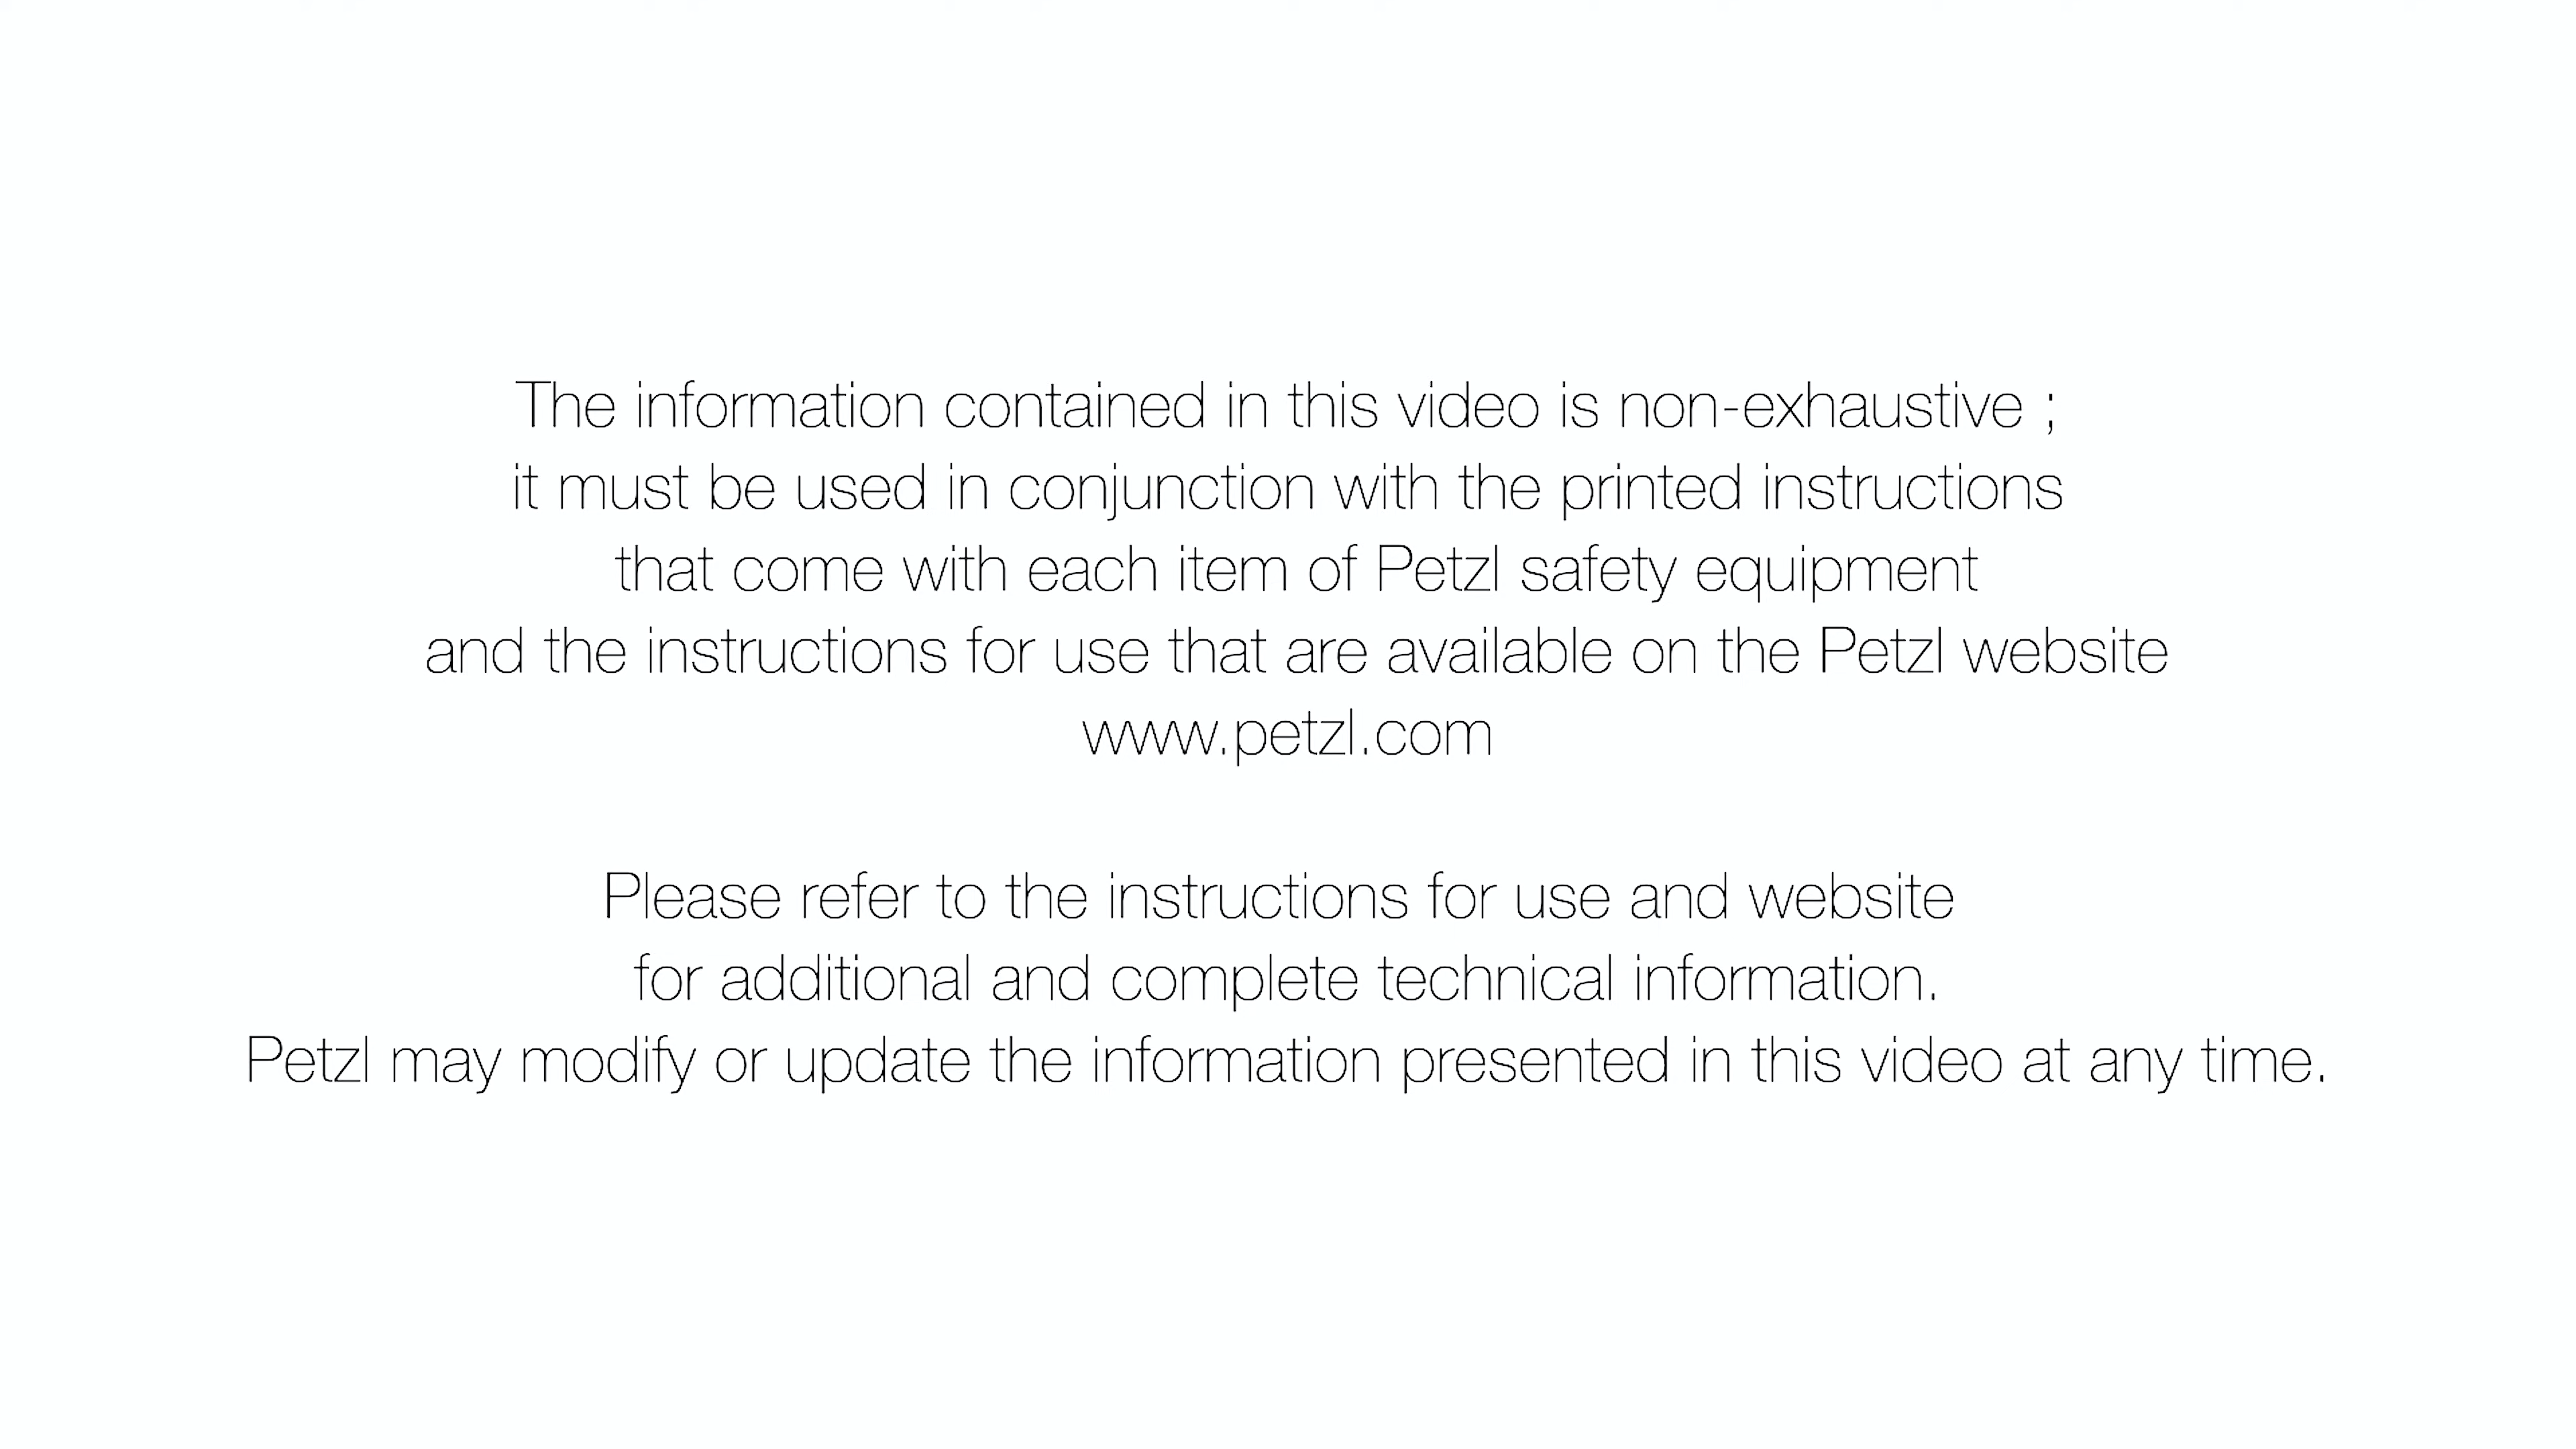 The information contained in this video is non-exhaustive ;
it must be used in conjunction with the printed instructions
that come with each item of Petzl safety equipment
and the instructions for use that are available on the Petzl website
www.petzl.com
Please refer to the instructions for use and website
for additional and complete technical information.
Petzl may modify or update the information presented in this video at any time.